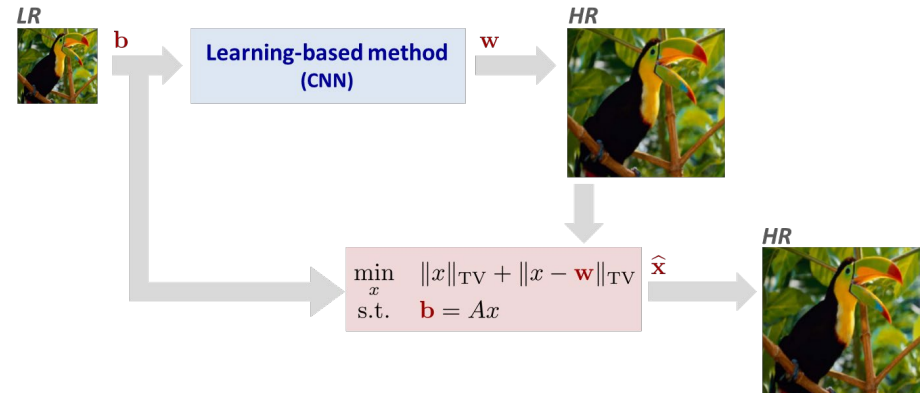 LR
b
Learning-based method
(CNN)
w
HR
min x ‖x‖TV + ‖x − w‖TV
s.t. b = Ax
x̂
HR